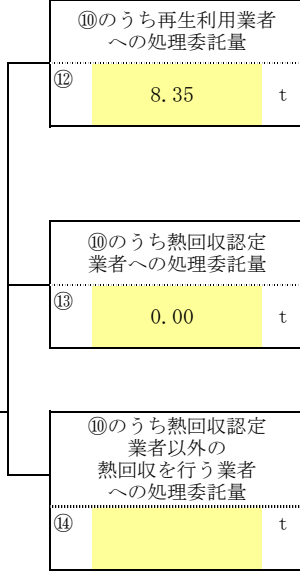 ⑩のうち再生利用業者
への処理委託量
⑫ 8.35 t
⑩のうち熱回収認定
業者への処理委託量
⑬ 0.00 t
⑩のうち熱回収認定
業者以外の
熱回収を行う業者
への処理委託量
⑭ t